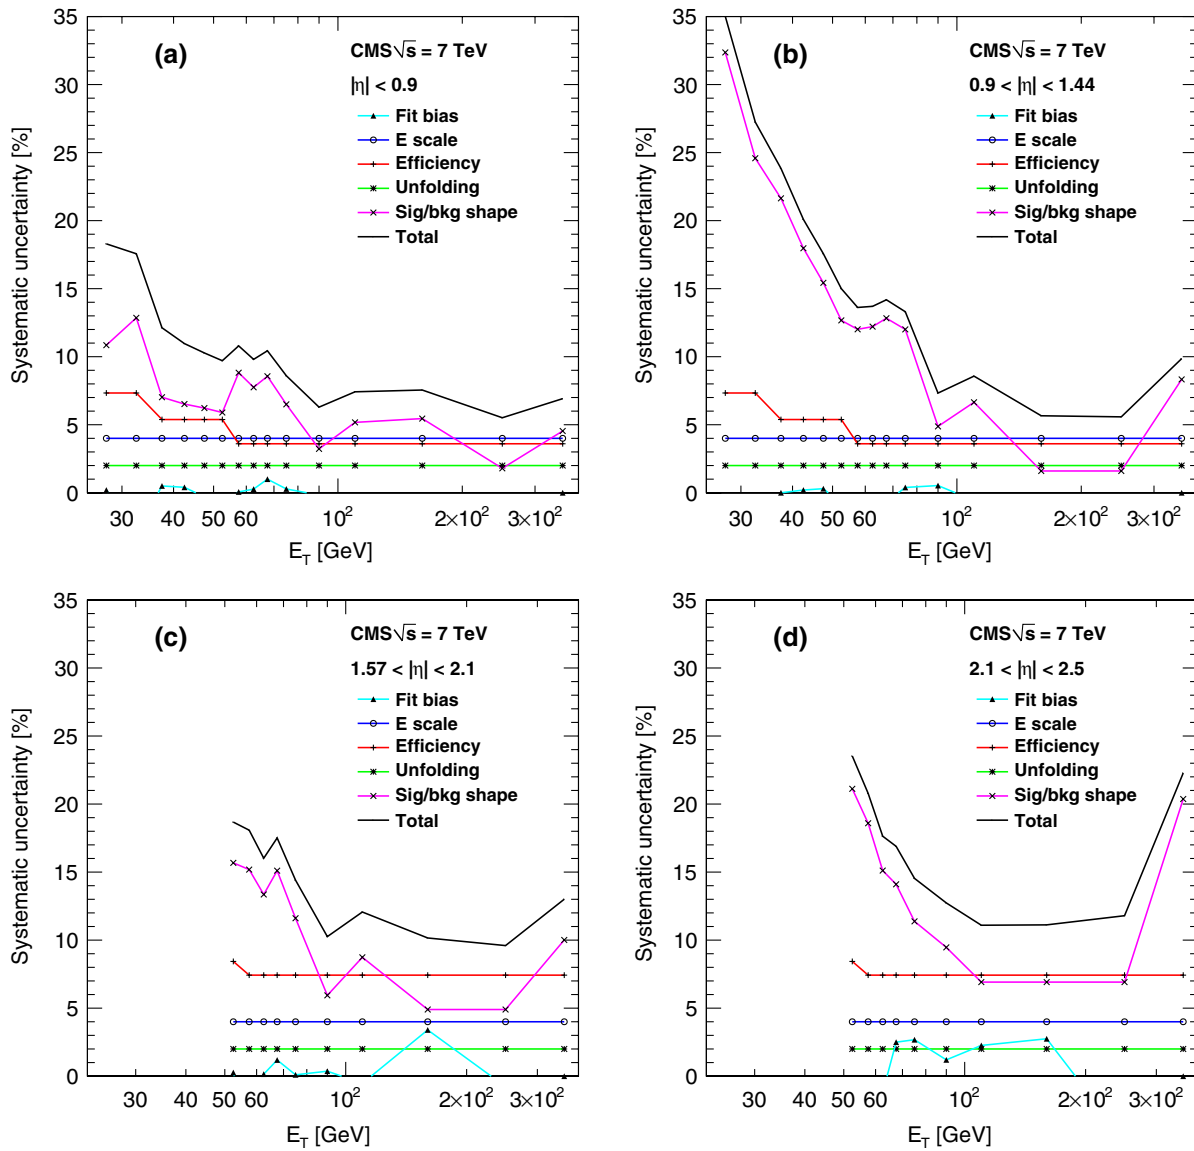 Systematic uncertainty [%]
35
30
25
20
15
10
5
0
(a)
CMS√s = 7 TeV
|η| < 0.9
Fit bias
E scale
Efficiency
Unfolding
Sig/bkg shape
Total
30 40 50 60 10² 2×10² 3×10²
E_T [GeV]
Systematic uncertainty [%]
35
30
25
20
15
10
5
0
(b)
CMS√s = 7 TeV
0.9 < |η| < 1.44
Fit bias
E scale
Efficiency
Unfolding
Sig/bkg shape
Total
30 40 50 60 10² 2×10² 3×10²
E_T [GeV]
Systematic uncertainty [%]
35
30
25
20
15
10
5
0
(c)
CMS√s = 7 TeV
1.57 < |η| < 2.1
Fit bias
E scale
Efficiency
Unfolding
Sig/bkg shape
Total
30 40 50 60 10² 2×10² 3×10²
E_T [GeV]
Systematic uncertainty [%]
35
30
25
20
15
10
5
0
(d)
CMS√s = 7 TeV
2.1 < |η| < 2.5
Fit bias
E scale
Efficiency
Unfolding
Sig/bkg shape
Total
30 40 50 60 10² 2×10² 3×10²
E_T [GeV]